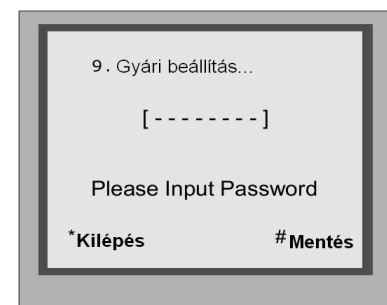 9. Gyári beállítás...
[--------]
Please Input Password
*Kilépés #Mentés